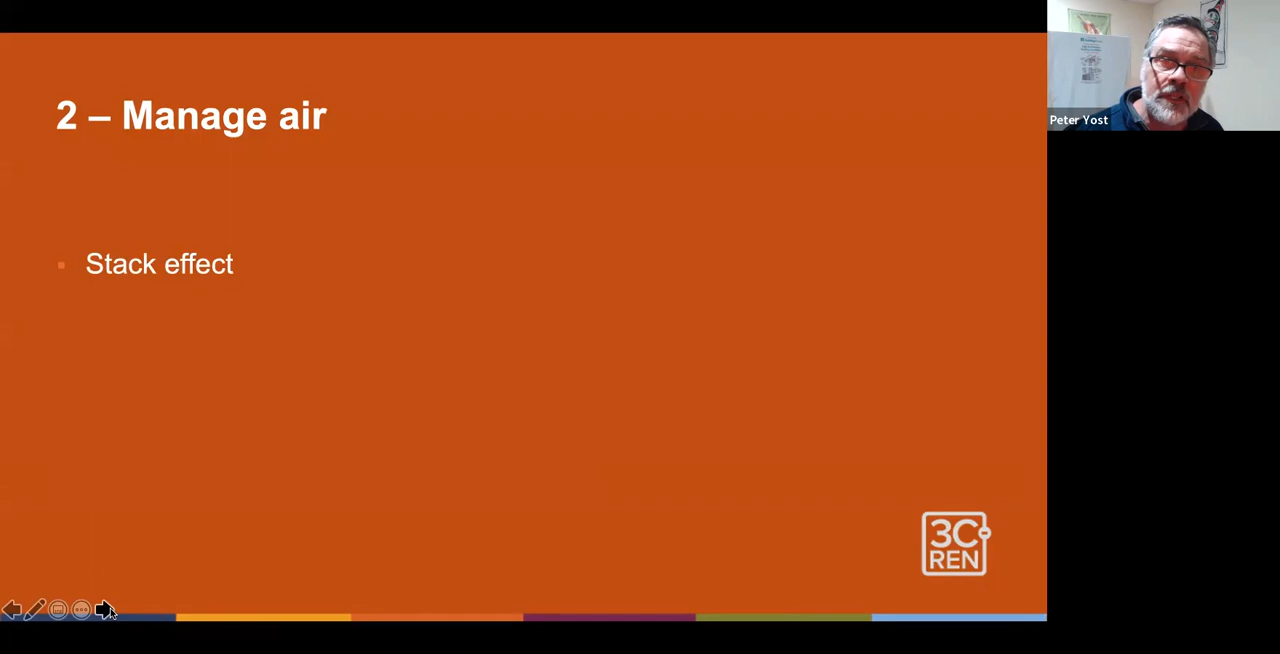 2 – Manage air
Peter Yost
▪ Stack effect
3C
REN